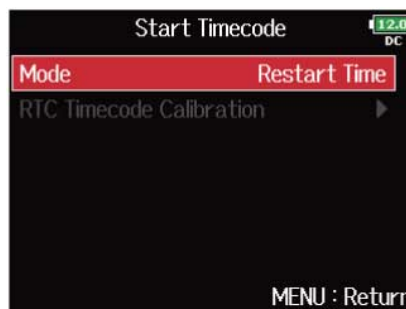 Start Timecode
12.0
DC
Mode Restart Time
RTC Timecode Calibration
MENU : Return